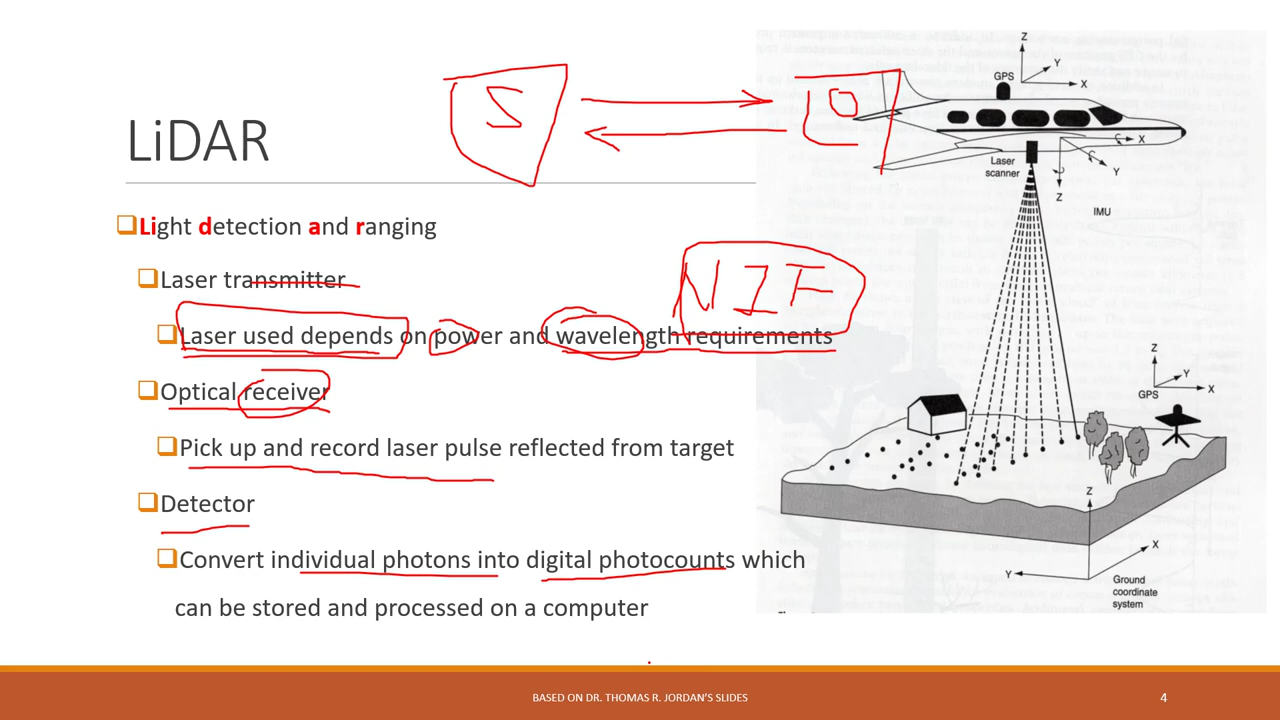 S
O
LiDAR
Light detection and ranging
Laser transmitter
NIF
Laser used depends on power and wavelength requirements
Optical receiver
Pick up and record laser pulse reflected from target
Detector
Convert individual photons into digital photocounts which
can be stored and processed on a computer
Z
Y
GPS
X
X
Laser
scanner
Y
Z
IMU
Z
Y
X
GPS
Z
X
Y
Ground
coordinate
system
BASED ON DR. THOMAS R. JORDAN'S SLIDES
4